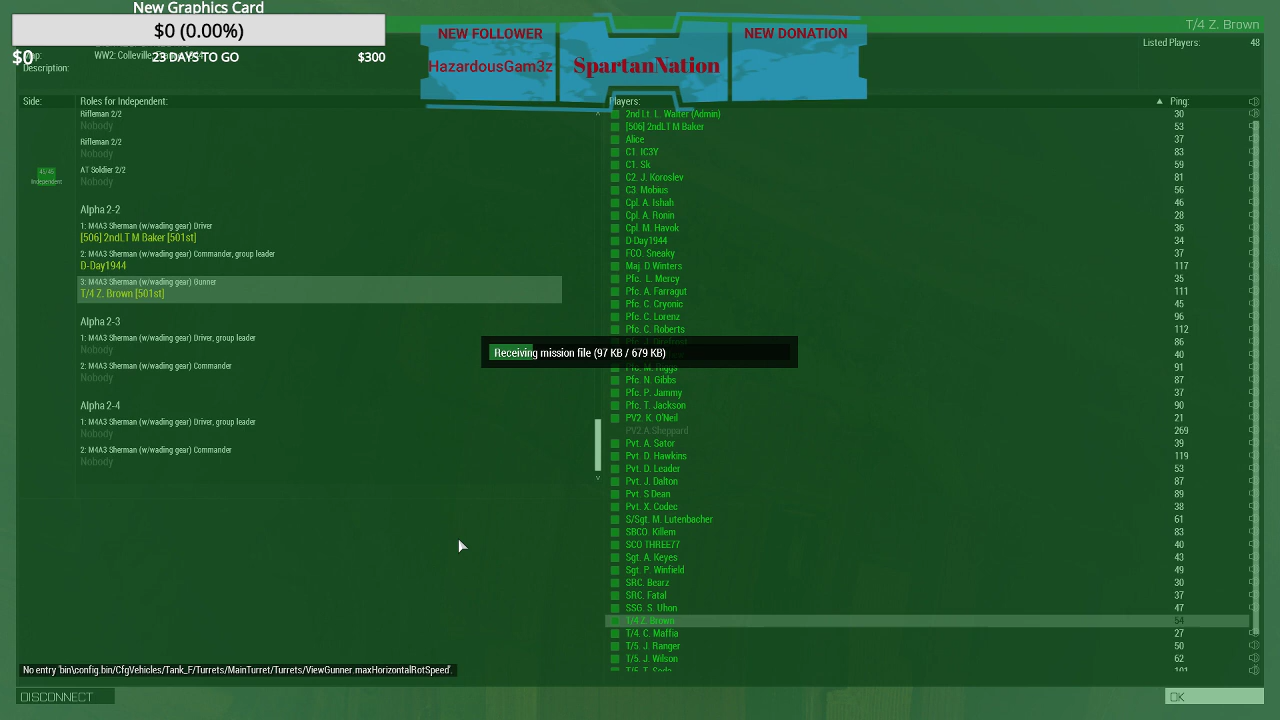 New Graphics Card
$0 (0.00%)
$0
23 DAYS TO GO
$300
NEW FOLLOWER
HazardousGam3z
SpartanNation
NEW DONATION
T/4 Z. Brown
Listed Players: 48
WW2: Colleville
Description:
Side:
Roles for Independent:
Players:
Ping:
Rifleman 2/2
Nobody
Rifleman 2/2
Nobody
AT Soldier 2/2
Nobody
Independent
Alpha 2-2
1: M4A3 Sherman (w/wading gear) Driver
[506] 2ndLT M Baker [501st]
2: M4A3 Sherman (w/wading gear) Commander, group leader
D-Day1944
3: M4A3 Sherman (w/wading gear) Gunner
T/4 Z. Brown [501st]
Alpha 2-3
1: M4A3 Sherman (w/wading gear) Driver, group leader
Nobody
2: M4A3 Sherman (w/wading gear) Commander
Nobody
Alpha 2-4
1: M4A3 Sherman (w/wading gear) Driver, group leader
Nobody
2: M4A3 Sherman (w/wading gear) Commander
Nobody
2nd Lt. L. Walter (Admin) 30
[506] 2ndLT M Baker 53
Alice 37
C1. IC3Y 83
C1. Sk 59
C2. J. Koroslev 81
C3. Mobius 56
Cpl. A. Ishah 46
Cpl. A. Ronin 28
Cpl. M. Havok 36
D-Day1944 34
FCO. Sneaky 37
Maj. D.Winters 117
Pfc. L. Mercy 35
Pfc. A. Farragut 111
Pfc. C. Cryonic 45
Pfc. C. Lorenz 96
Pfc. C. Roberts 112
86
40
Pfc. M. Riggs 91
Pfc. N. Gibbs 87
Pfc. P. Jammy 37
Pfc. T. Jackson 90
PV2. K. O'Neil 21
PV2 A.Sheppard 269
Pvt. A. Sator 39
Pvt. D. Hawkins 119
Pvt. D. Leader 53
Pvt. J. Dalton 87
Pvt. S Dean 89
Pvt. X. Codec 38
S/Sgt. M. Lutenbacher 61
SBCO. Killem 83
SCO THREE77 40
Sgt. A. Keyes 43
Sgt. P. Winfield 49
SRC. Bearz 30
SRC. Fatal 37
SSG. S. Uhon 47
T/4 Z. Brown 54
T/4. C. Maffia 27
T/5. J. Ranger 50
T/5. J. Wilson 62
Receiving mission file (97 KB / 679 KB)
No entry 'bin\config.bin/CfgVehicles/Tank_F/Turrets/MainTurret/Turrets/ViewGunner.maxHorizontalRotSpeed'.
DISCONNECT
OK